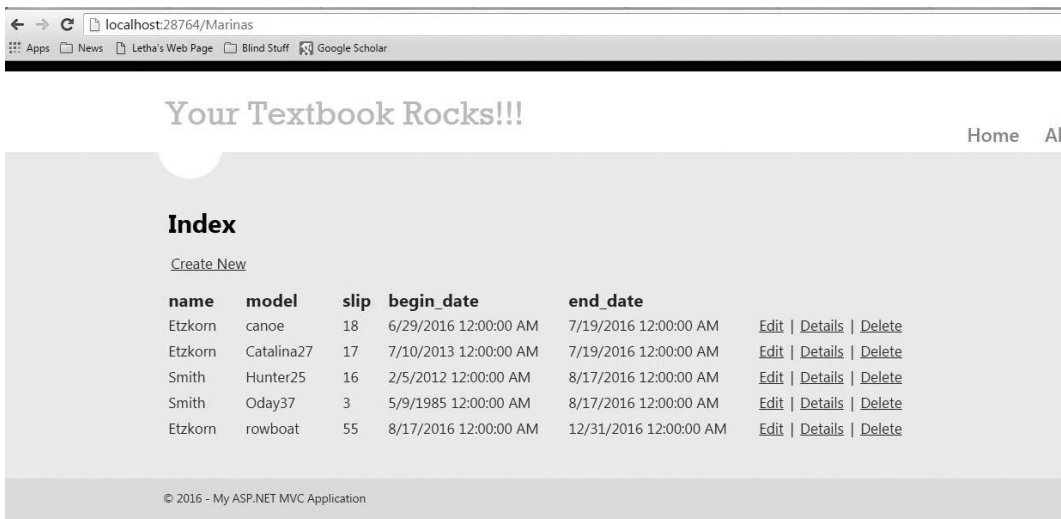 localhost:28764/Marinas
Apps News Letha's Web Page Blind Stuff Google Scholar
Your Textbook Rocks!!!
Home
Index
Create New
name model slip begin_date end_date
Etzkorn canoe 18 6/29/2016 12:00:00 AM 7/19/2016 12:00:00 AM Edit | Details | Delete
Etzkorn Catalina27 17 7/10/2013 12:00:00 AM 7/19/2016 12:00:00 AM Edit | Details | Delete
Smith Hunter25 16 2/5/2012 12:00:00 AM 8/17/2016 12:00:00 AM Edit | Details | Delete
Smith Oday37 3 5/9/1985 12:00:00 AM 8/17/2016 12:00:00 AM Edit | Details | Delete
Etzkorn rowboat 55 8/17/2016 12:00:00 AM 12/31/2016 12:00:00 AM Edit | Details | Delete
© 2016 - My ASP.NET MVC Application